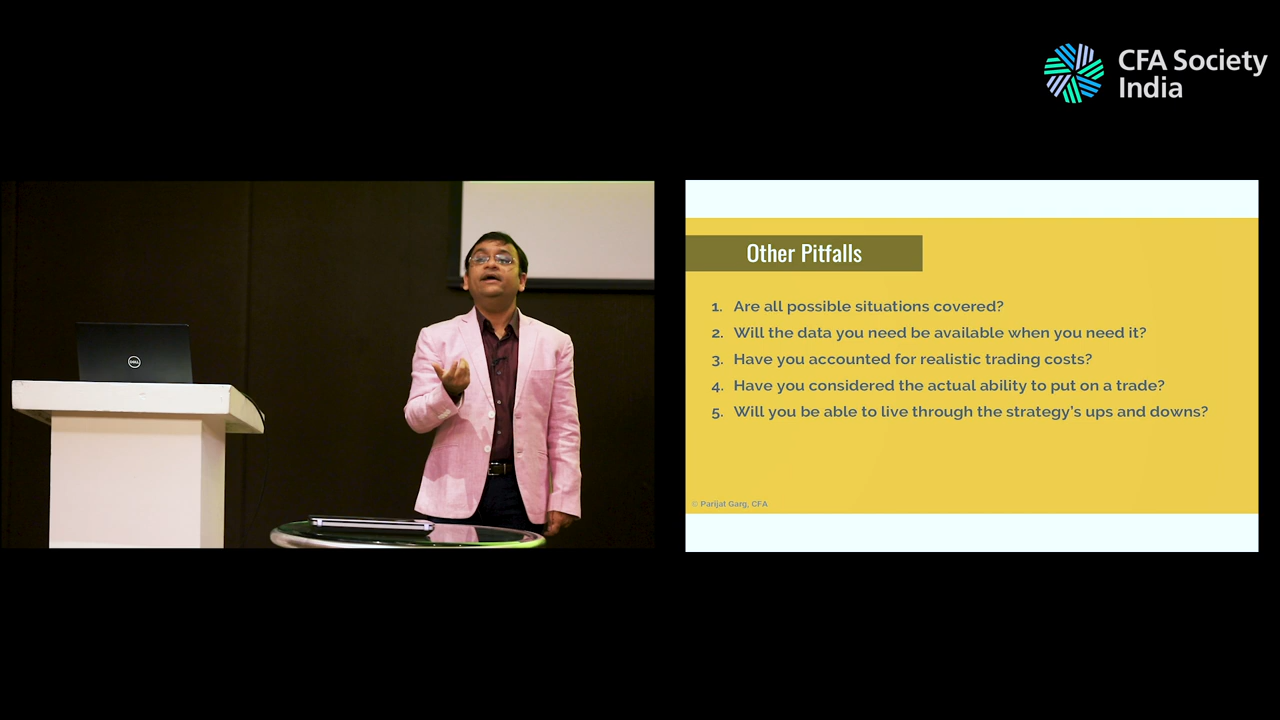 CFA Society
India
Other Pitfalls
1. Are all possible situations covered?
2. Will the data you need be available when you need it?
3. Have you accounted for realistic trading costs?
4. Have you considered the actual ability to put on a trade?
5. Will you be able to live through the strategy's ups and downs?
© Parijat Garg, CFA
DELL